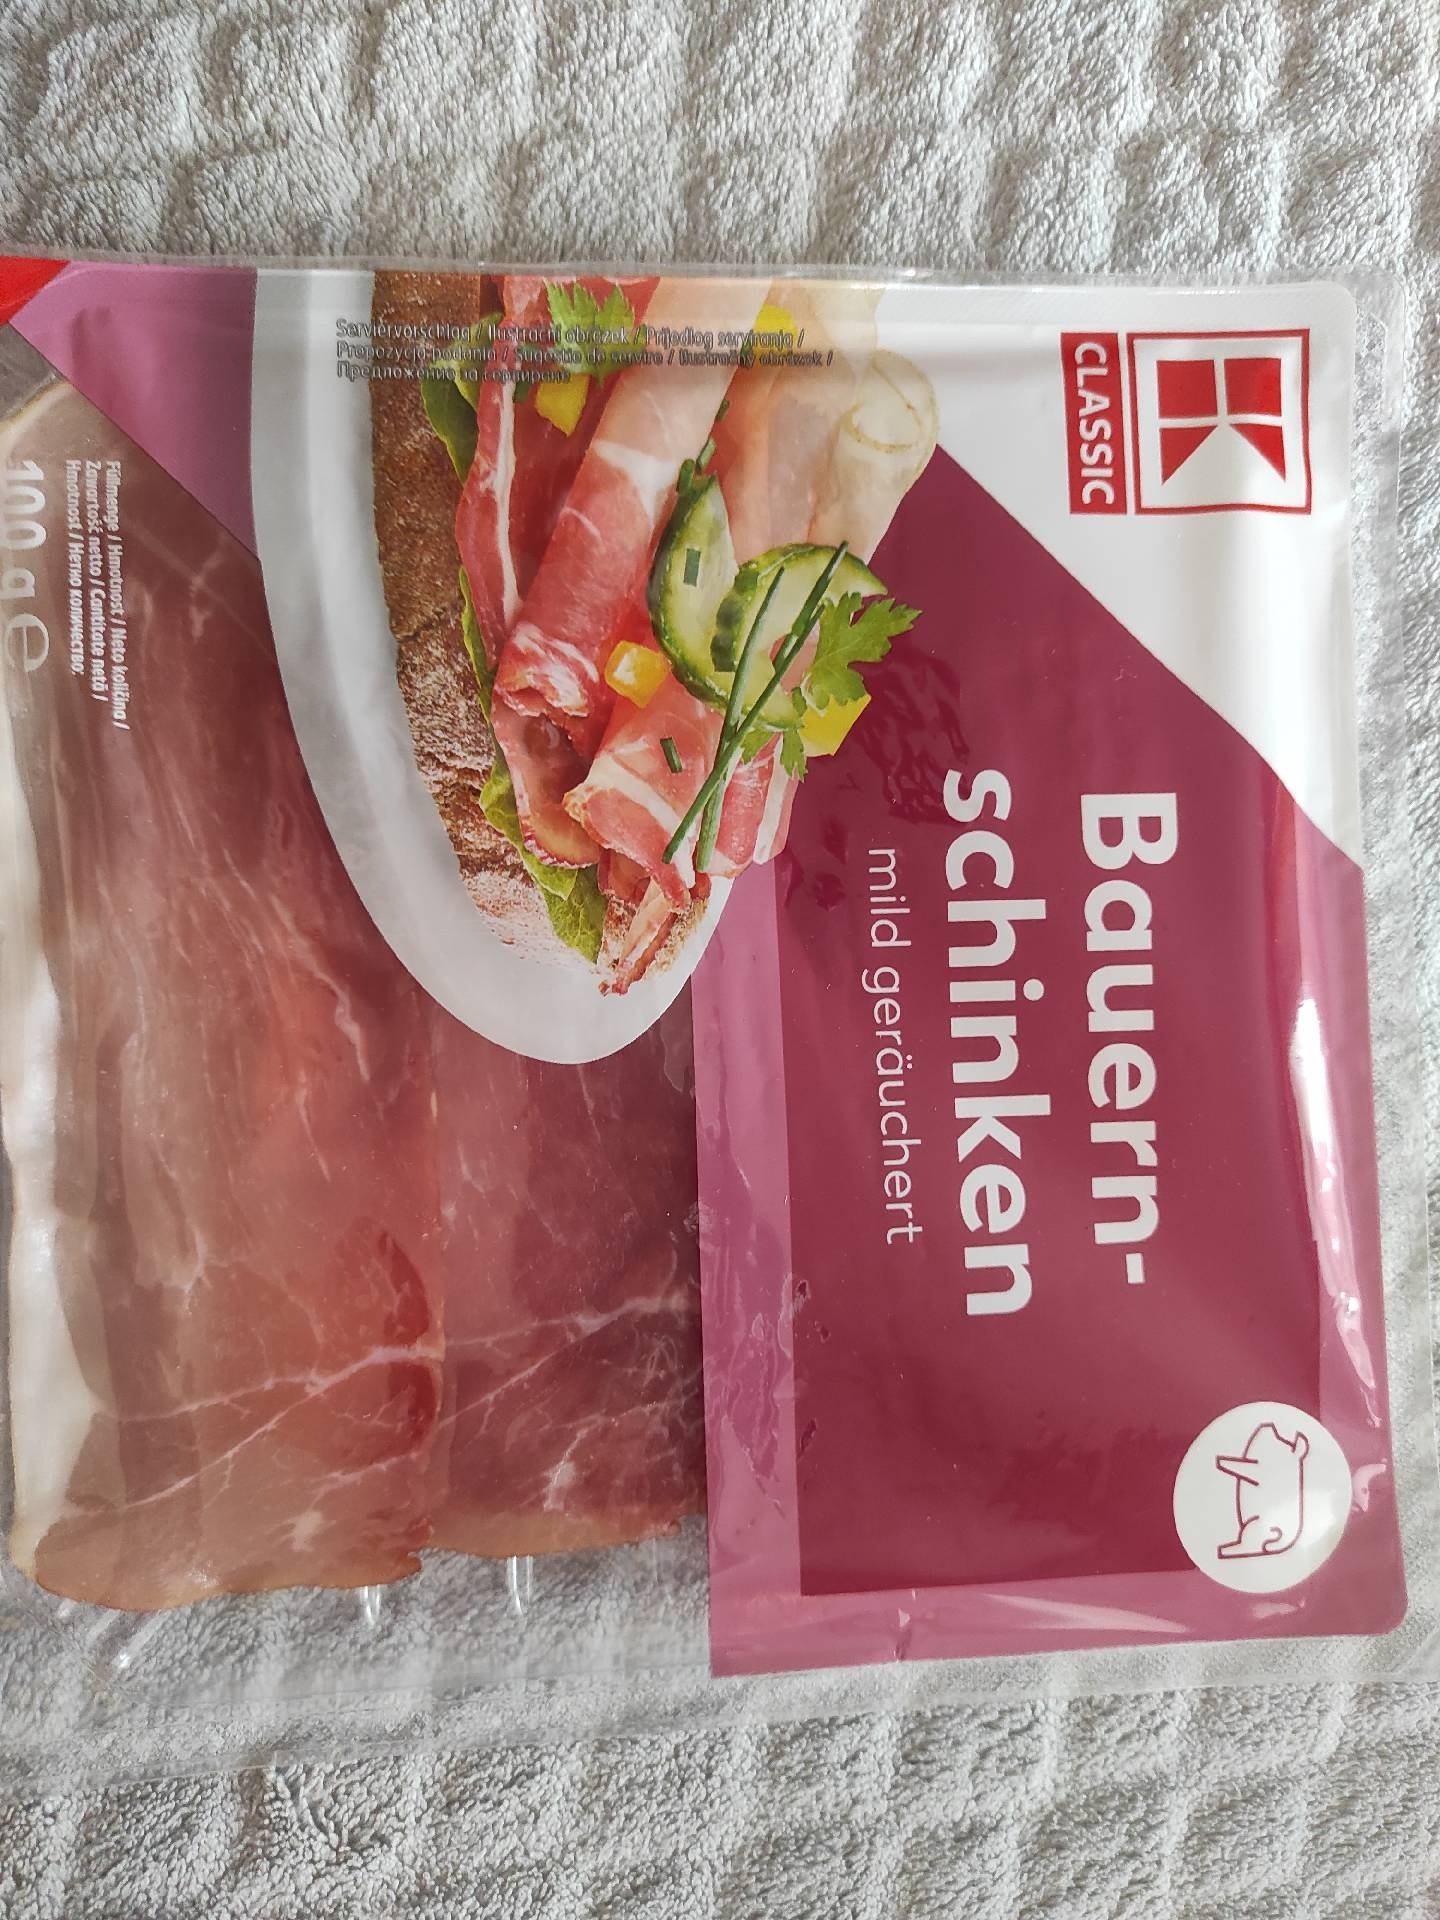 K
CLASSIC
Bauern-
schinken
mild geräuchert
Serviervorschlag / Ilustrační obrázek / Prijedlog serviranja /
Propozycja podania / Sugestie de servire / Ilustračný obrázok /
Предложение за сервиране
Füllmenge / Hmotnost / Neto količina /
Zawartość netto / Cantitate netă /
Hmotnosť / Нетно количество:
100 g e